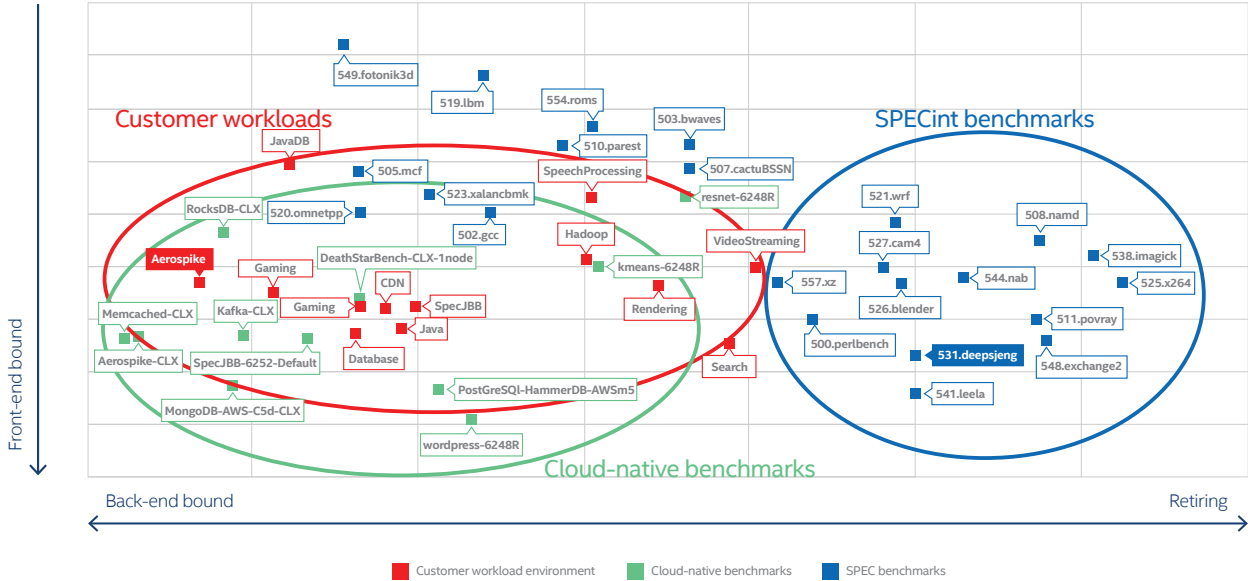 549.fotonik3d
519.lbm
554.roms
503.bwaves
Customer workloads
SPECint benchmarks
JavaDB
510.parest
505.mcf
SpeechProcessing
507.cactuBSSN
523.xalancbmk
resnet-6248R
521.wrf
RocksDB-CLX
520.omnetpp
502.gcc
508.namd
Hadoop
VideoStreaming
527.cam4
Aerospike
DeathStarBench-CLX-1node
538.imagick
Gaming
kmeans-6248R
CDN
557.xz
544.nab
525.x264
Memcached-CLX
Kafka-CLX
Gaming
SpecJBB
Rendering
526.blender
Java
511.povray
500.perlbench
Aerospike-CLX
SpecJBB-6252-Default
Database
Search
531.deepsjeng
548.exchange2
PostGreSQl-HammerDB-AWSm5
541.leela
MongoDB-AWS-C5d-CLX
wordpress-6248R
Cloud-native benchmarks
Front-end bound
Back-end bound
Retiring
Customer workload environment
Cloud-native benchmarks
SPEC benchmarks